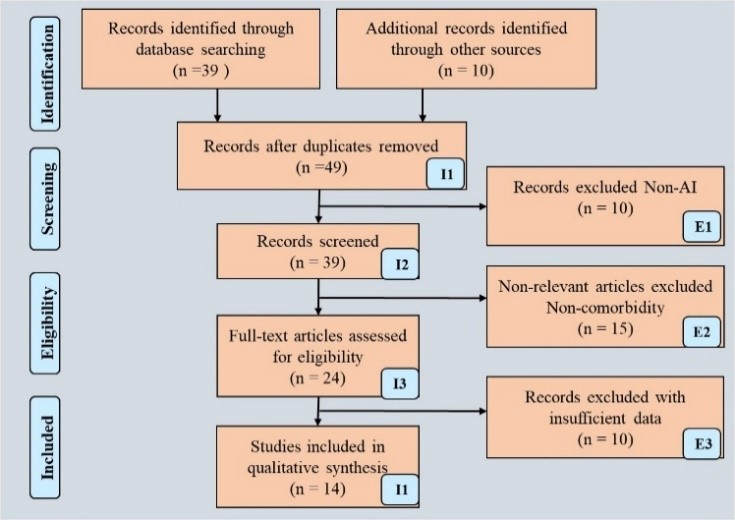 Identification
Records identified through
database searching
(n =39 )
Additional records identified
through other sources
(n = 10)
Records after duplicates removed
(n =49)
I1
Screening
Records excluded Non-AI
(n = 10)
E1
Records screened
(n = 39)
I2
Eligibility
Non-relevant articles excluded
Non-comorbidity
(n = 15)
E2
Full-text articles assessed
for eligibility
(n = 24)
I3
Records excluded with
insufficient data
(n = 10)
E3
Included
Studies included in
qualitative synthesis
(n = 14)
I1